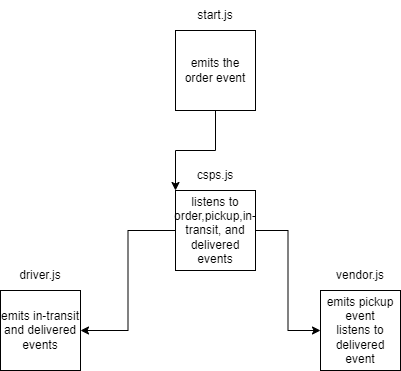 start.js
emits the
order event
csps.js
listens to
order,pickup,in-
transit, and
delivered
events
driver.js
vendor.js
emits in-transit
and delivered
events
emits pickup
event
listens to
delivered
event